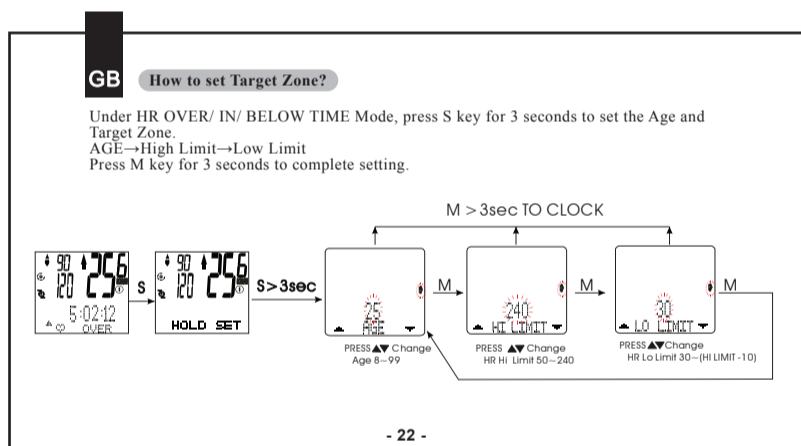 GB
How to set Target Zone?
Under HR OVER/ IN/ BELOW TIME Mode, press S key for 3 seconds to set the Age and
Target Zone.
AGE→High Limit→Low Limit
Press M key for 3 seconds to complete setting.
M >3sec TO CLOCK
90
120
256
5:02:12
OVER
S
90
120
256
HOLD SET
S>3sec
25
AGE
M
240
HI LIMIT
M
30
LO LIMIT
M
PRESS▲▼Change
Age 8~99
PRESS ▲▼Change
HR Hi Limit 50~240
PRESS▲▼Change
HR Lo Limit 30~(HI LIMIT -10)
- 22 -